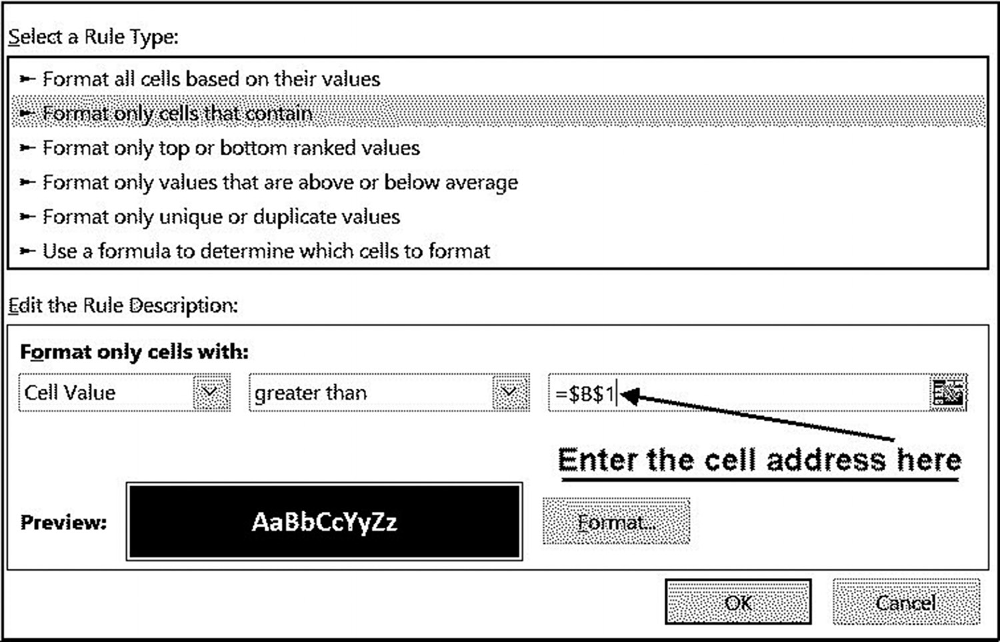 Select a Rule Type:
► Format all cells based on their values
► Format only cells that contain
► Format only top or bottom ranked values
► Format only values that are above or below average
► Format only unique or duplicate values
► Use a formula to determine which cells to format
Edit the Rule Description:
Format only cells with:
Cell Value greater than =$B$1
Enter the cell address here
Preview: AaBbCcYyZz Format...
OK Cancel